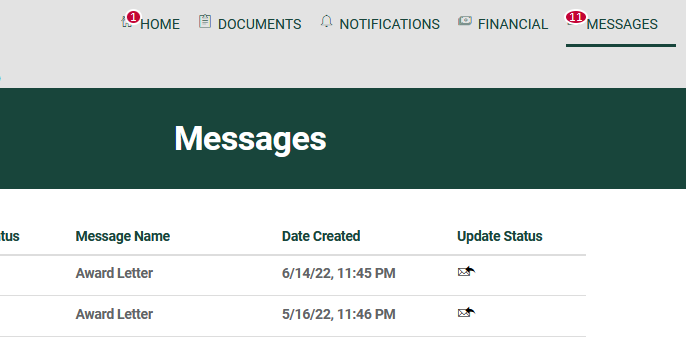 1 HOME DOCUMENTS NOTIFICATIONS FINANCIAL 11 MESSAGES
Messages
Message Name Date Created Update Status
Award Letter 6/14/22, 11:45 PM
Award Letter 5/16/22, 11:46 PM